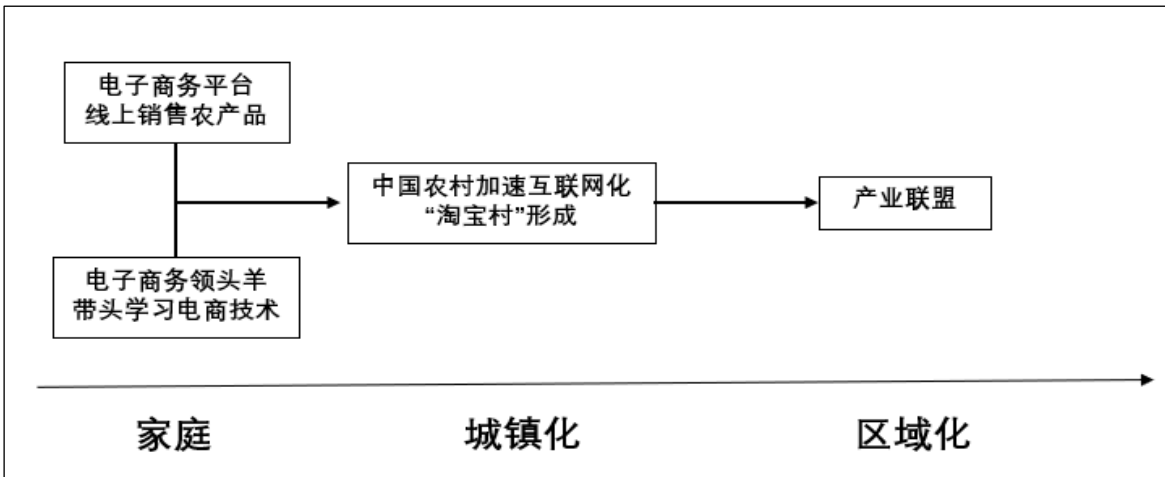 电子商务平台
线上销售农产品
电子商务领头羊
带头学习电商技术
中国农村加速互联网化
“淘宝村”形成
产业联盟
家庭
城镇化
区域化